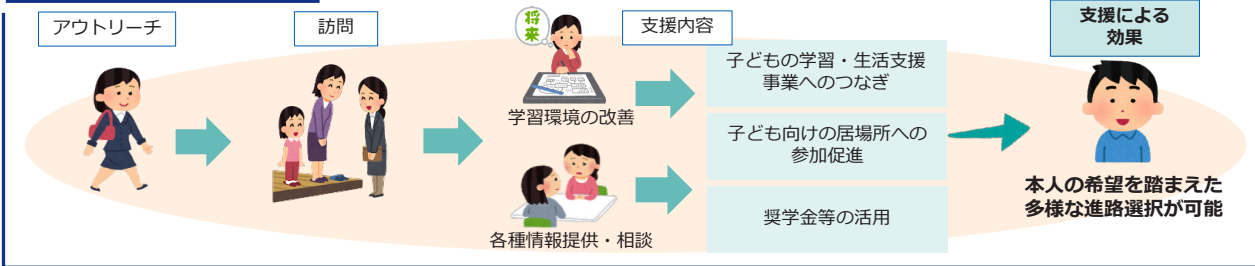 アウトリーチ
訪問
将来
支援内容
支援による
効果
学習環境の改善
各種情報提供・相談
子どもの学習・生活支援
事業へのつなぎ
子ども向けの居場所への
参加促進
奨学金等の活用
本人の希望を踏まえた
多様な進路選択が可能